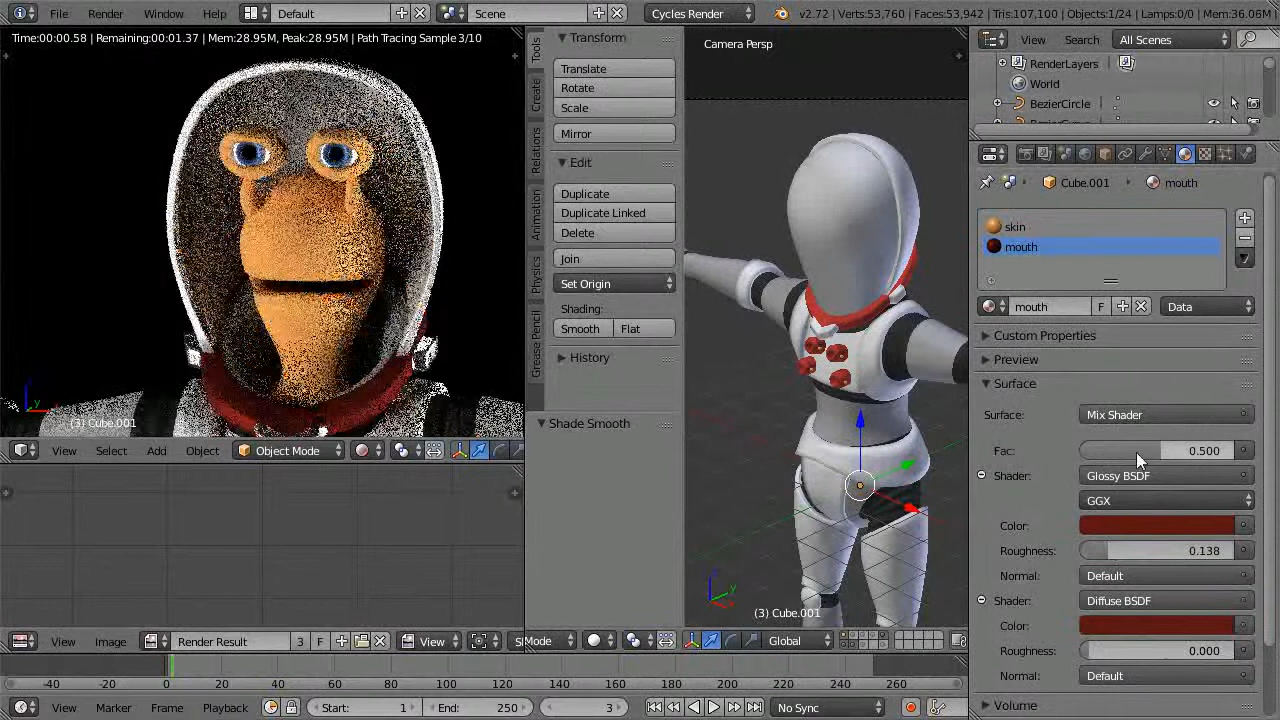 File Render Window Help Default Scene Cycles Render v2.72 | Verts:53,760 | Faces:53,942 | Tris:107,100 | Objects:1/24 | Lamps:0/0 | Mem:36.06M
Time:00:00.58 | Remaining:00:01.37 | Mem:28.95M, Peak:28.95M | Path Tracing Sample 3/10
(3) Cube.001
View Select Add Object Object Mode
View Image Render Result 3 F View Mode
Tools
Create
Relations
Animation
Physics
Grease Pencil
Transform
Translate
Rotate
Scale
Mirror
Edit
Duplicate
Duplicate Linked
Delete
Join
Set Origin
Shading:
Smooth Flat
History
Shade Smooth
Camera Persp
(3) Cube.001
Global
View Search All Scenes
RenderLayers
World
BezierCircle
Cube.001 mouth
skin
mouth
mouth F Data
Custom Properties
Preview
Surface
Surface: Mix Shader
Fac: 0.500
Shader: Glossy BSDF
GGX
Color:
Roughness: 0.138
Normal: Default
Shader: Diffuse BSDF
Color:
Roughness: 0.000
Normal: Default
Volume
-40 -20 0 20 40 60 80 100 120 140 160 180 200 220 240 260
View Marker Frame Playback Start: 1 End: 250 3 No Sync